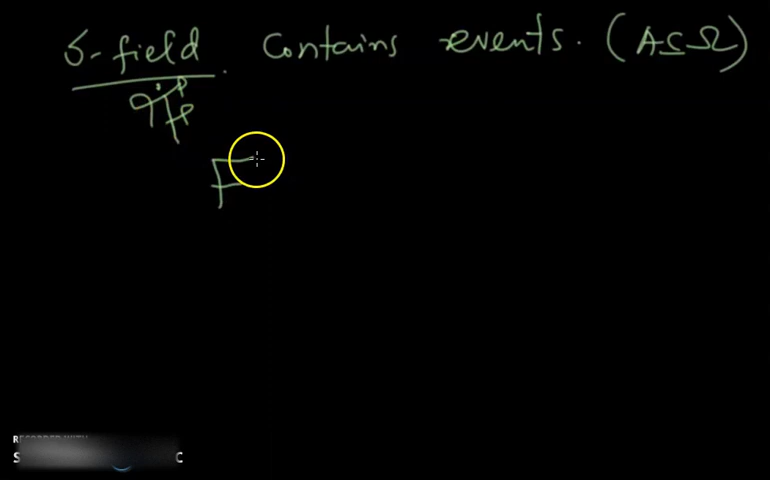 σ-field. contains events. (A ⊆ Ω)
F